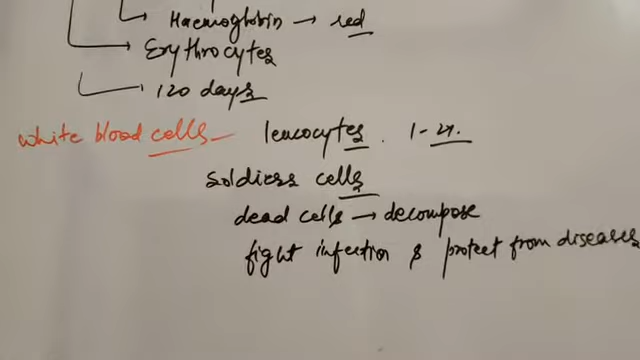 Haemoglobin → red
Erythrocytes
120 days
white blood cells - leucocytes. 1-2%.
soldiers cells
dead cells → decompose
fight infection & protect from diseases